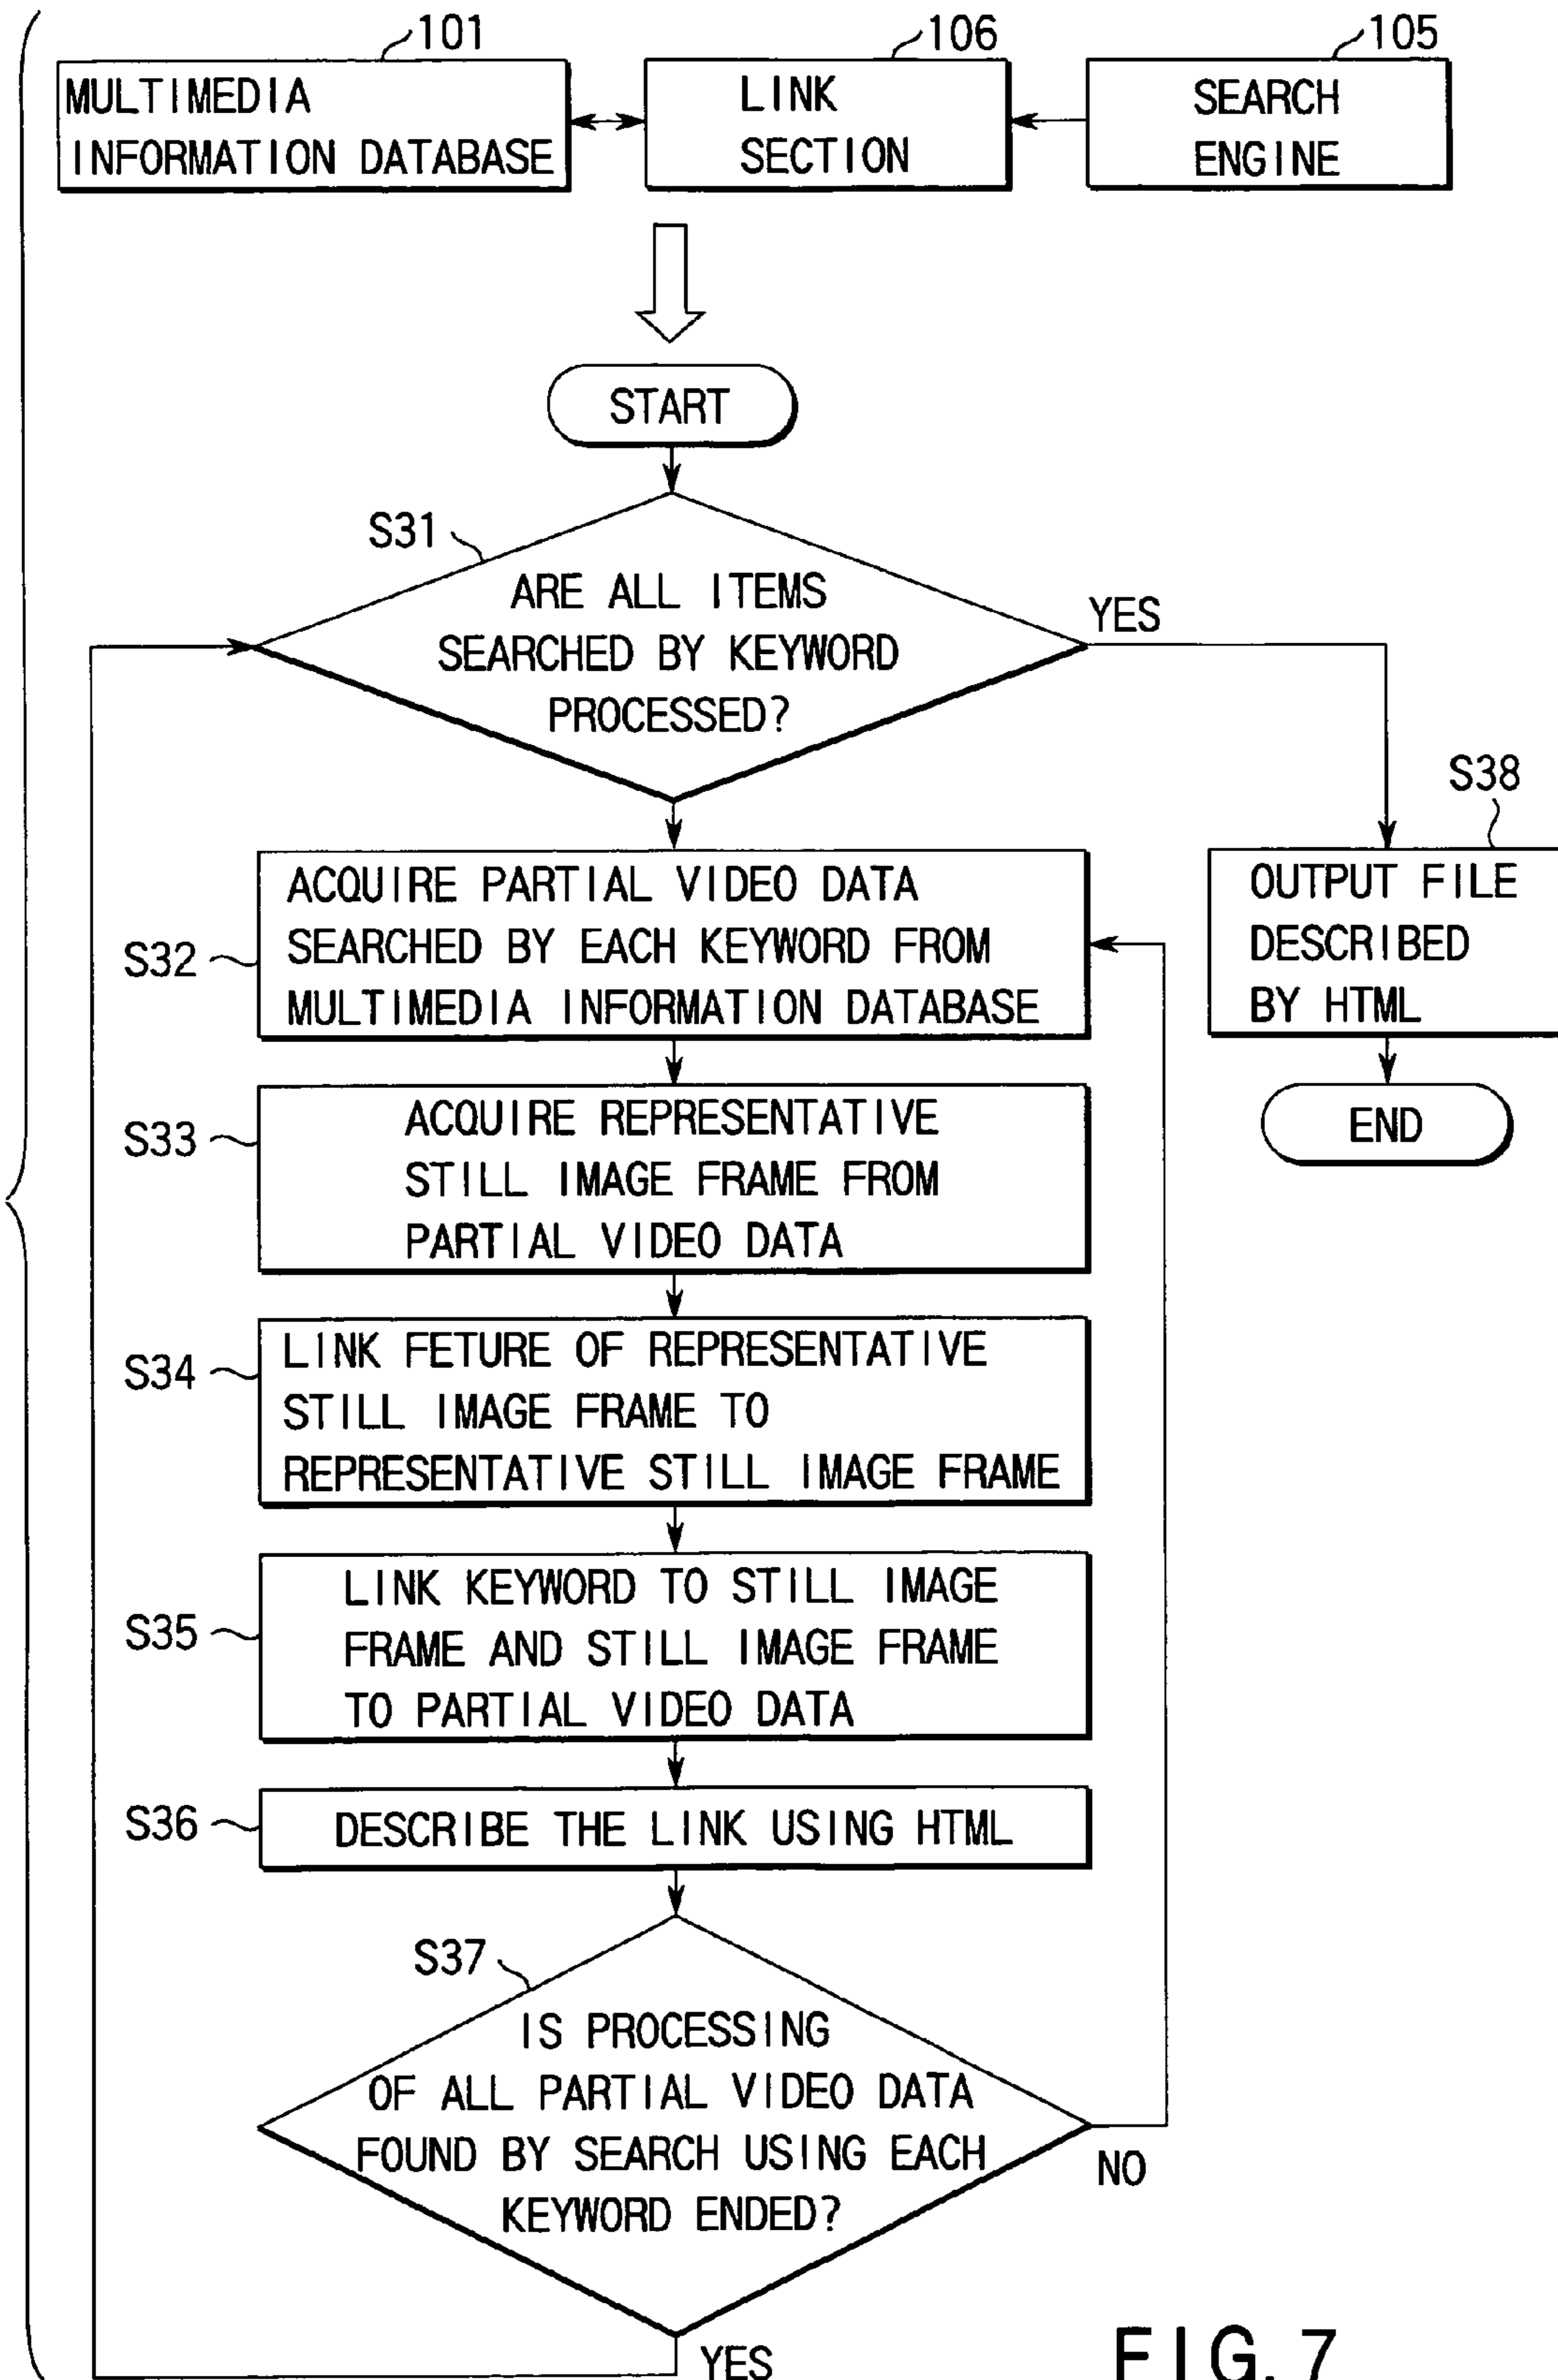 101
MULTIMEDIA
INFORMATION DATABASE
106
LINK
SECTION
105
SEARCH
ENGINE
START
S31
ARE ALL ITEMS
SEARCHED BY KEYWORD
PROCESSED?
YES
S32
ACQUIRE PARTIAL VIDEO DATA
SEARCHED BY EACH KEYWORD FROM
MULTIMEDIA INFORMATION DATABASE
S38
OUTPUT FILE
DESCRIBED
BY HTML
END
S33
ACQUIRE REPRESENTATIVE
STILL IMAGE FRAME FROM
PARTIAL VIDEO DATA
S34
LINK FETURE OF REPRESENTATIVE
STILL IMAGE FRAME TO
REPRESENTATIVE STILL IMAGE FRAME
S35
LINK KEYWORD TO STILL IMAGE
FRAME AND STILL IMAGE FRAME
TO PARTIAL VIDEO DATA
S36
DESCRIBE THE LINK USING HTML
S37
IS PROCESSING
OF ALL PARTIAL VIDEO DATA
FOUND BY SEARCH USING EACH
KEYWORD ENDED?
NO
YES
FIG. 7